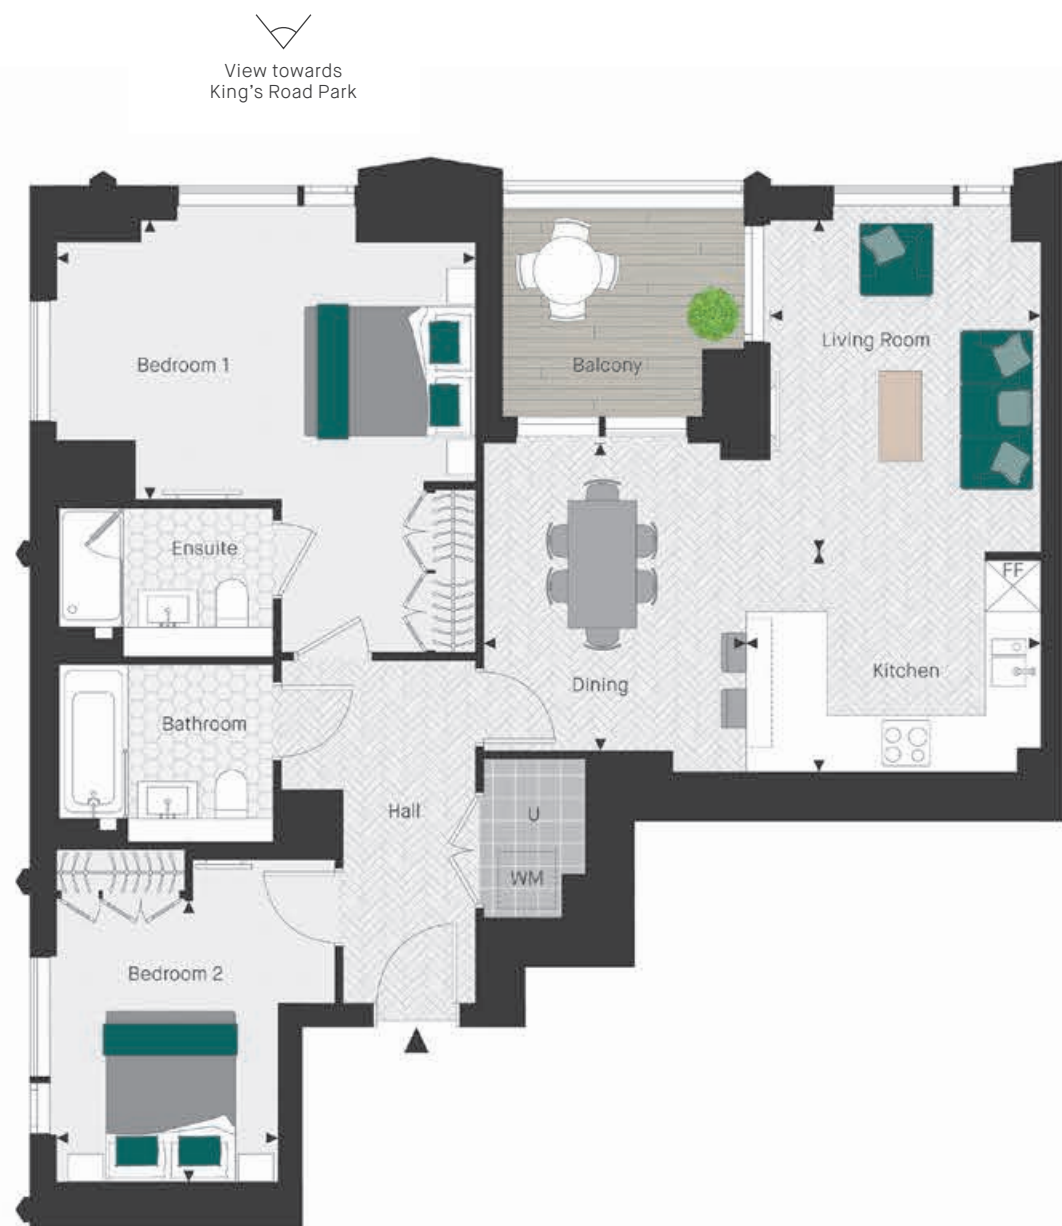 View towards
King's Road Park
Bedroom 1
Balcony
Living Room
Ensuite
FF
Kitchen
Dining
Bathroom
Hall
U
WM
Bedroom 2